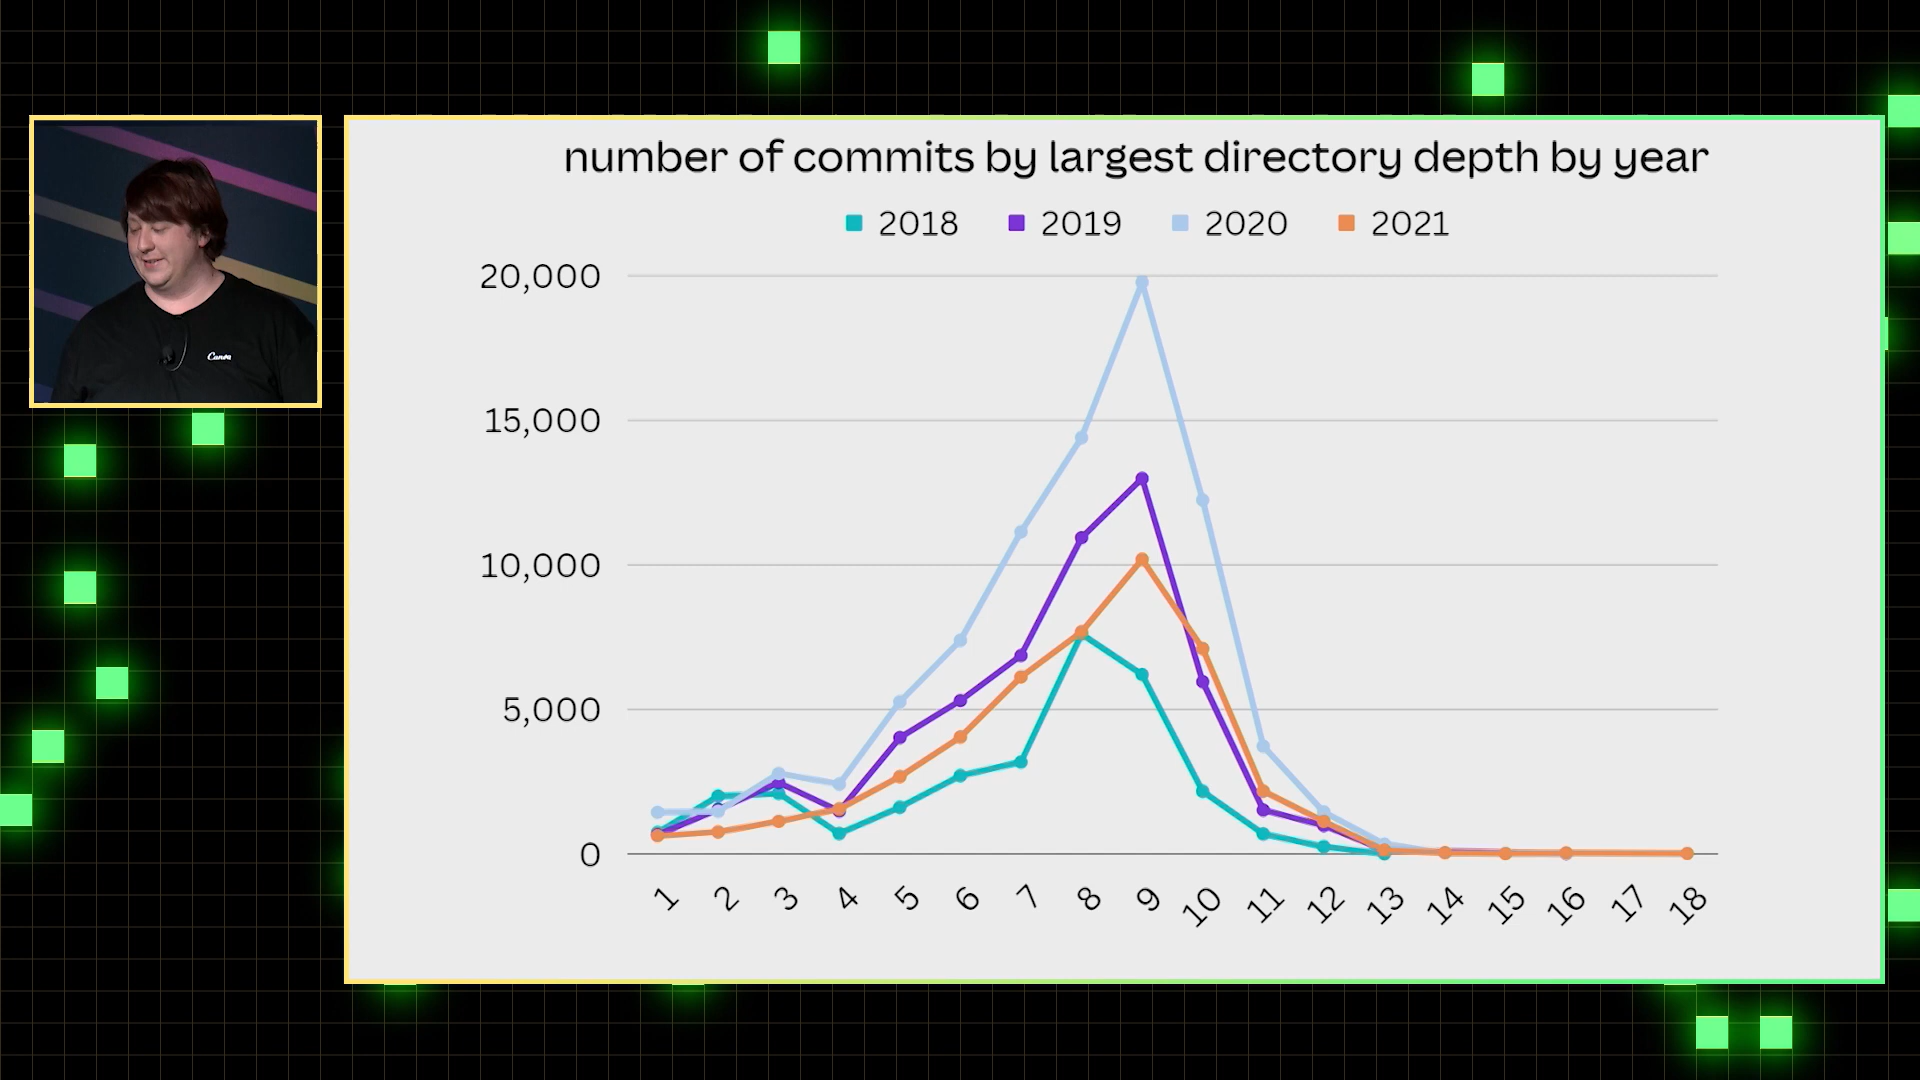 number of commits by largest directory depth by year
2018 2019 2020 2021
20,000
15,000
10,000
5,000
0
1 2 3 4 5 6 7 8 9 10 11 12 13 14 15 16 17 18
Canva